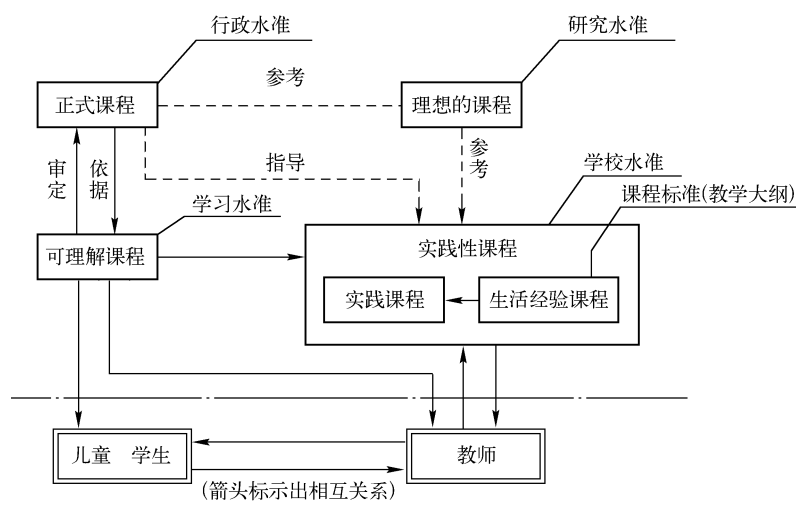 行政水准
研究水准
参考
正式课程
理想的课程
审定
依据
指导
参考
学校水准
课程标准(教学大纲)
学习水准
可理解课程
实践性课程
实践课程
生活经验课程
儿童 学生
教师
(箭头标示出相互关系)